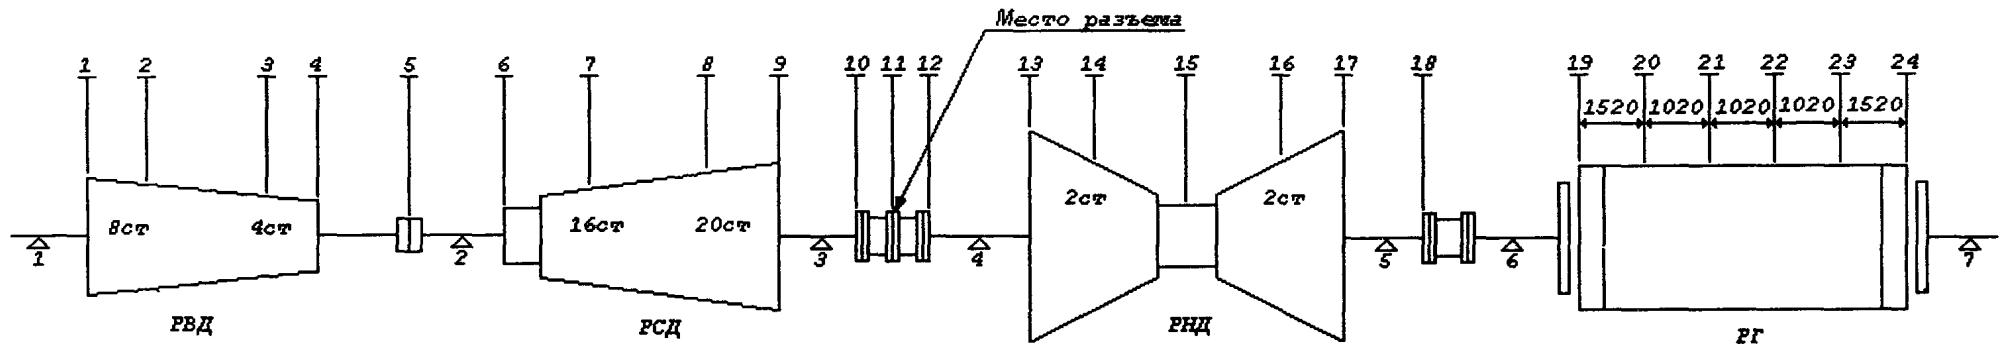 Место разъема
1 2 3 4 5 6 7 8 9 10 11 12 13 14 15 16 17 18 19 20 21 22 23 24
1520 1020 1020 1020 1520
8ст 4ст 16ст 20ст 2ст 2ст
1 2 3 4 5 6 7
РВД РСД РНД РГ